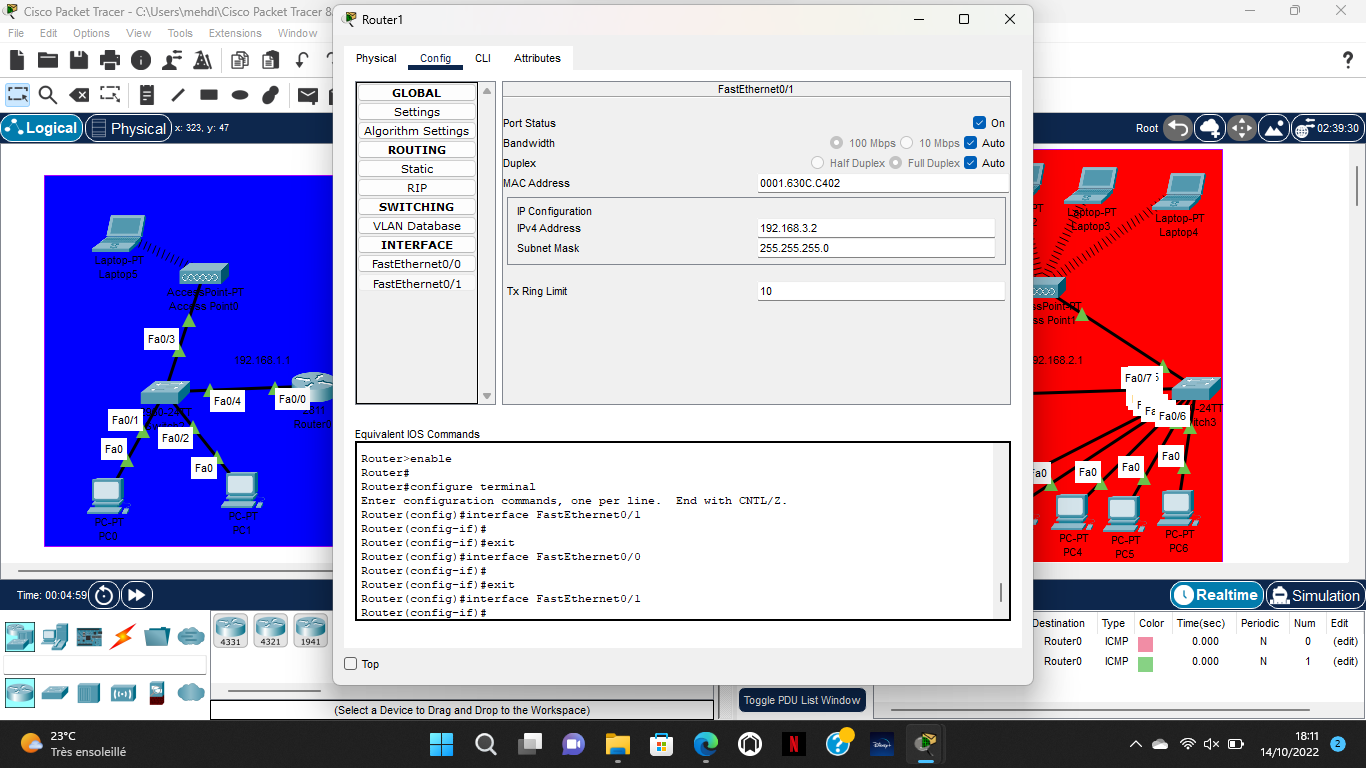 Cisco Packet Tracer - C:\Users\mehdi\Cisco Packet Tracer 8
File Edit Options View Tools Extensions Window
Logical
Physical
x: 323, y: 47
Root
02:39:30
Router1
Physical Config CLI Attributes
GLOBAL
Settings
Algorithm Settings
ROUTING
Static
RIP
SWITCHING
VLAN Database
INTERFACE
FastEthernet0/0
FastEthernet0/1
FastEthernet0/1
Port Status On
Bandwidth 100 Mbps 10 Mbps Auto
Duplex Half Duplex Full Duplex Auto
MAC Address 0001.630C.C402
IP Configuration
IPv4 Address 192.168.3.2
Subnet Mask 255.255.255.0
Tx Ring Limit 10
Equivalent IOS Commands
Router>enable
Router#
Router#configure terminal
Enter configuration commands, one per line. End with CNTL/Z.
Router(config)#interface FastEthernet0/1
Router(config-if)#
Router(config-if)#exit
Router(config)#interface FastEthernet0/0
Router(config-if)#
Router(config-if)#exit
Router(config)#interface FastEthernet0/1
Router(config-if)#
Top
Laptop-PT
Laptop5
AccessPoint-PT
Access Point0
Fa0/3
192.168.1.1
Fa0/4
Fa0/0
Router0
Fa0/1
Fa0/2
Fa0
Fa0
PC-PT
PC0
PC-PT
PC1
Laptop-PT
Laptop3
Laptop-PT
Laptop4
Fa0/7
Fa0/6
Fa0
Fa0
Fa0
Fa0
PC-PT
PC4
PC-PT
PC5
PC-PT
PC6
Time: 00:04:59
Realtime
Simulation
4331
4321
1941
(Select a Device to Drag and Drop to the Workspace)
Toggle PDU List Window
Destination Type Color Time(sec) Periodic Num Edit
Router0 ICMP 0.000 N 0 (edit)
Router0 ICMP 0.000 N 1 (edit)
23°C
Très ensoleillé
Disney+
18:11
14/10/2022
2